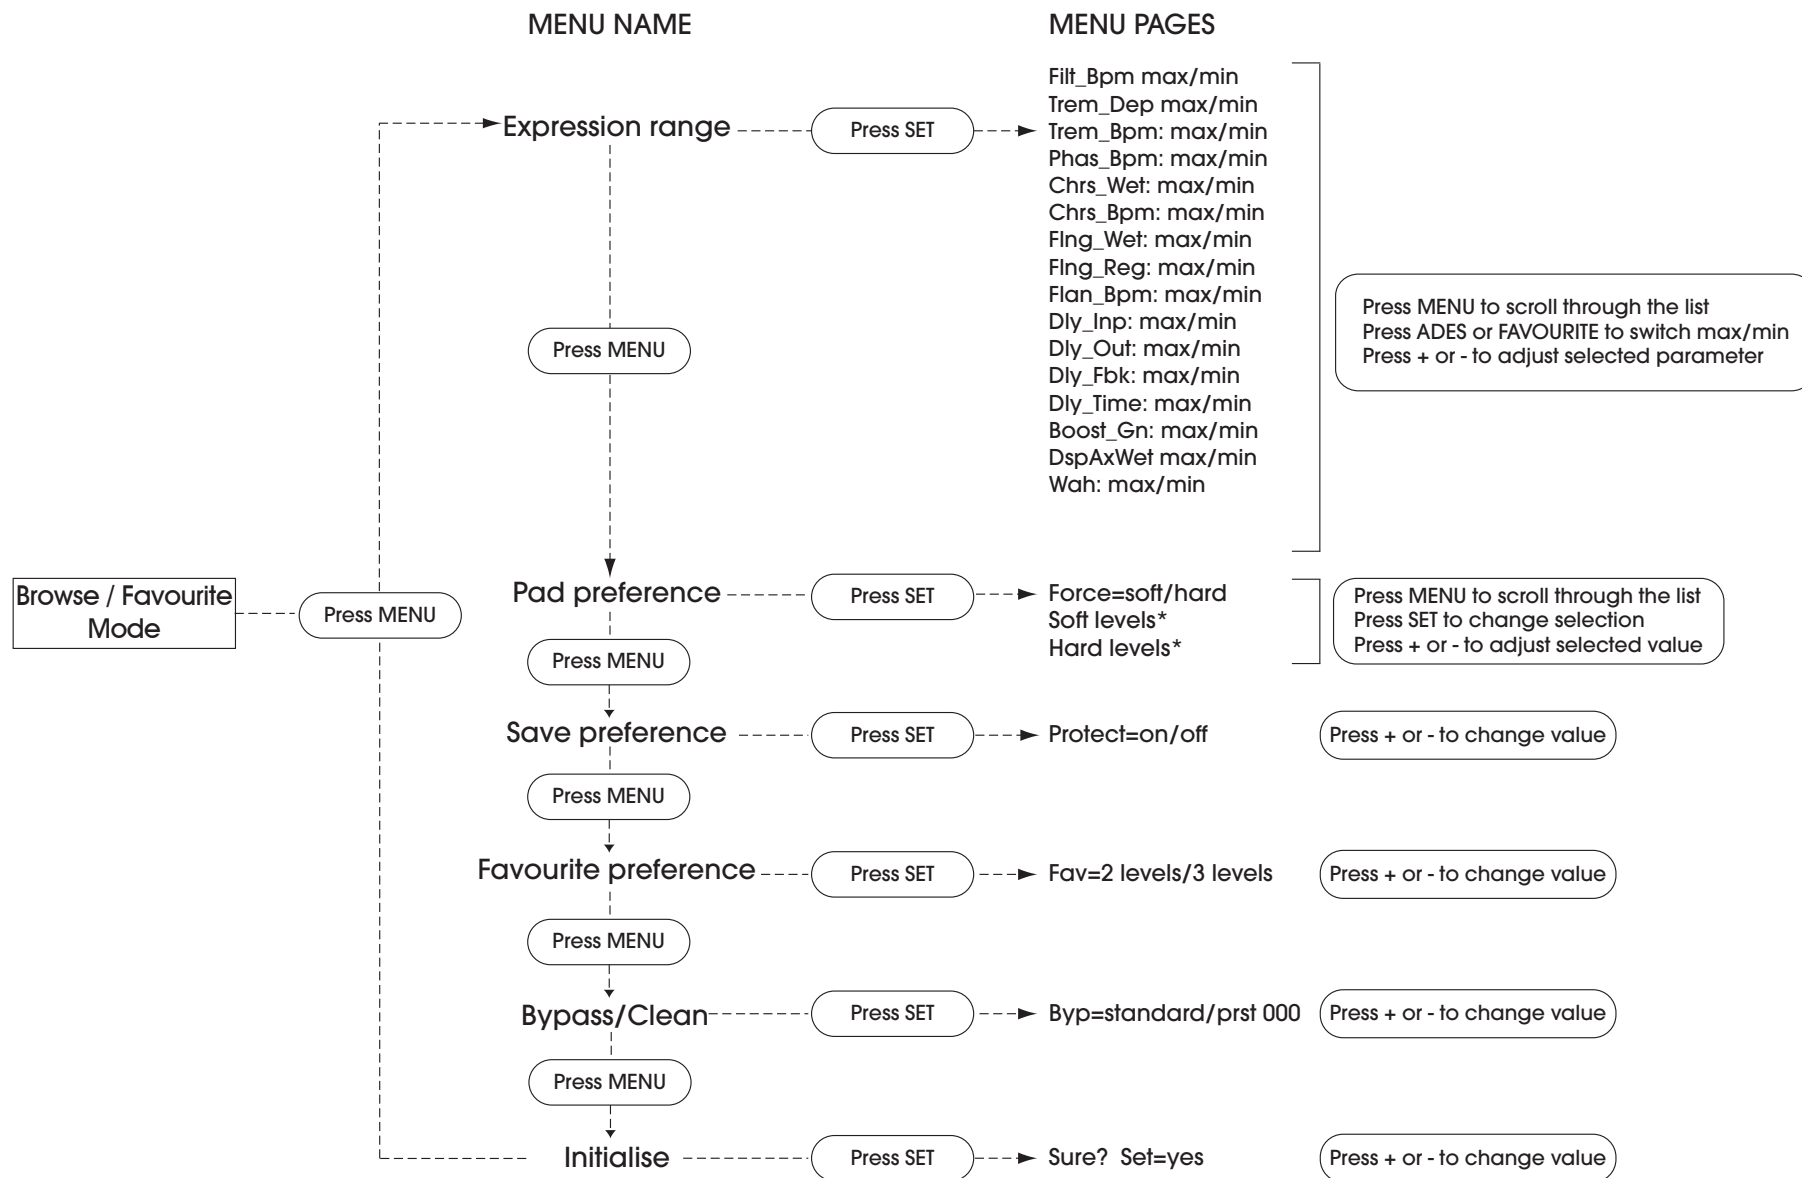 MENU NAME
MENU PAGES
Expression range
Press SET
Filt_Bpm max/min
Trem_Dep max/min
Trem_Bpm: max/min
Phas_Bpm: max/min
Chrs_Wet: max/min
Chrs_Bpm: max/min
Flng_Wet: max/min
Flng_Reg: max/min
Flan_Bpm: max/min
Dly_Inp: max/min
Dly_Out: max/min
Dly_Fbk: max/min
Dly_Time: max/min
Boost_Gn: max/min
DspAxWet max/min
Wah: max/min
Press MENU to scroll through the list
Press ADES or FAVOURITE to switch max/min
Press + or - to adjust selected parameter
Press MENU
Browse / Favourite
Mode
Press MENU
Pad preference
Press SET
Force=soft/hard
Soft levels*
Hard levels*
Press MENU to scroll through the list
Press SET to change selection
Press + or - to adjust selected value
Press MENU
Save preference
Press SET
Protect=on/off
Press + or - to change value
Press MENU
Favourite preference
Press SET
Fav=2 levels/3 levels
Press + or - to change value
Press MENU
Bypass/Clean
Press SET
Byp=standard/prst 000
Press + or - to change value
Press MENU
Initialise
Press SET
Sure? Set=yes
Press + or - to change value